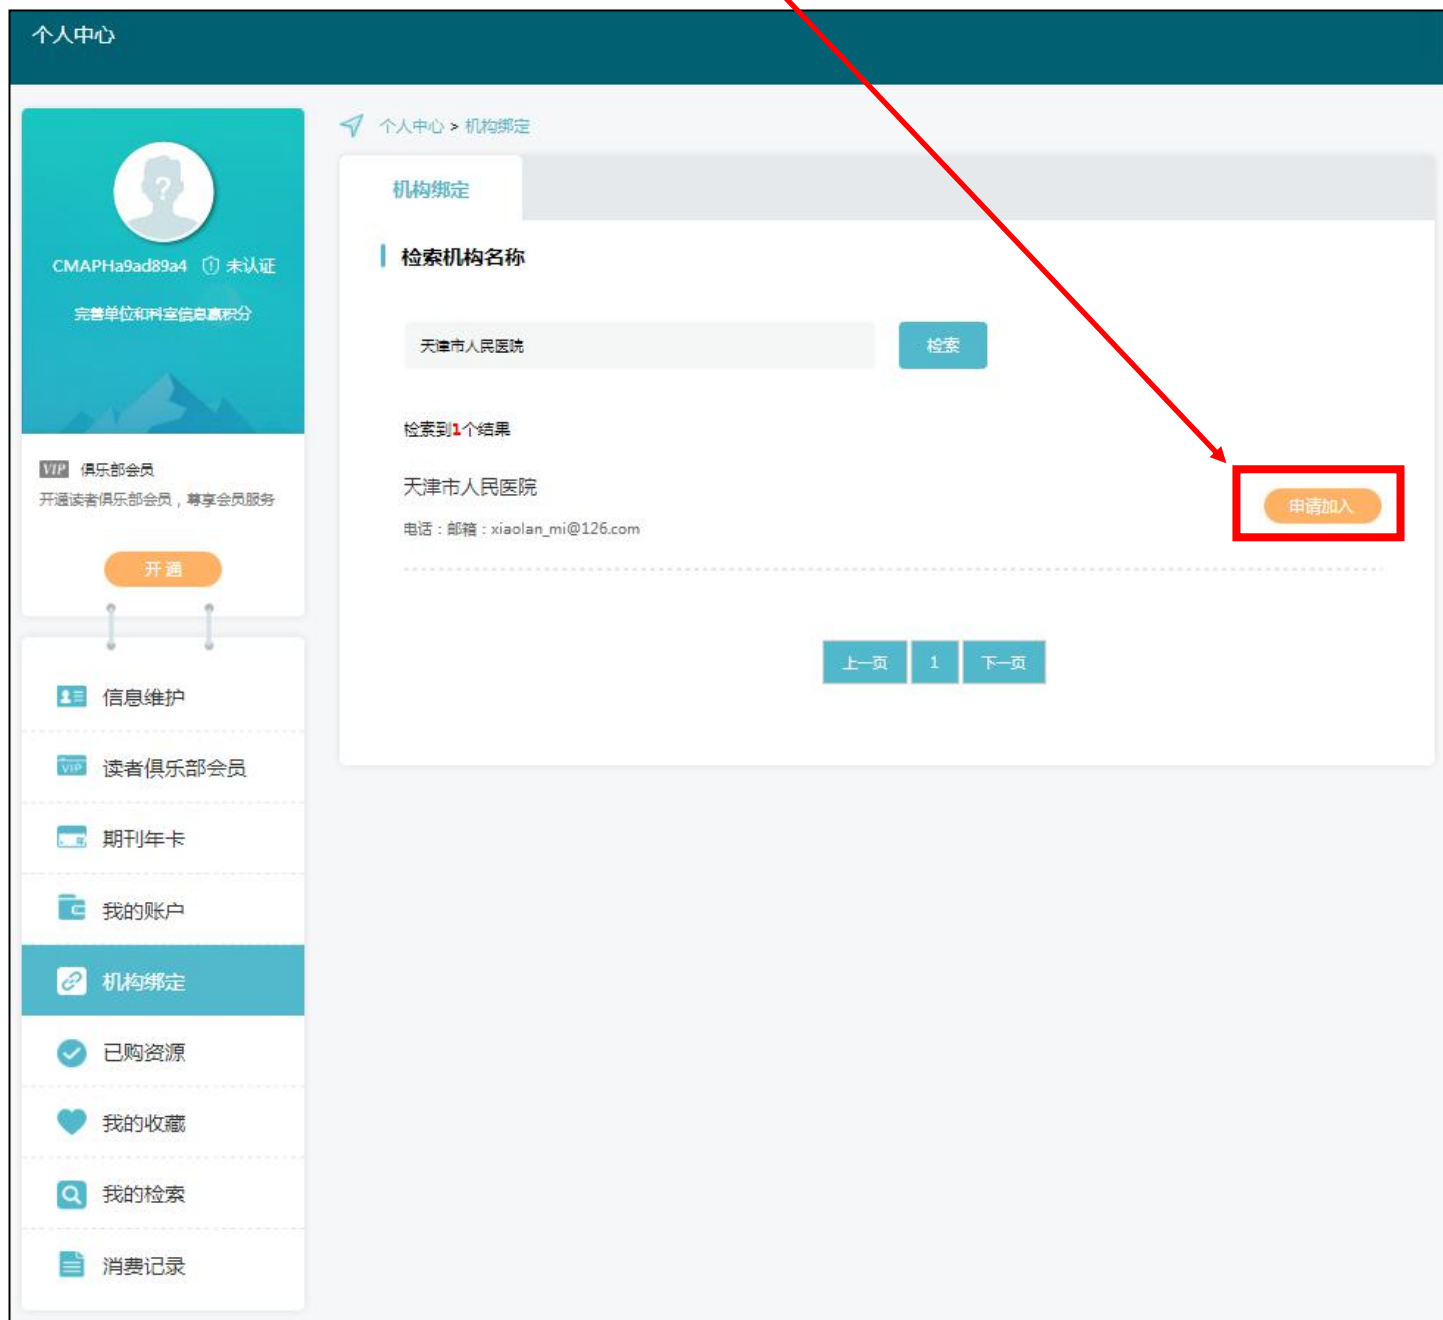 个人中心
个人中心 > 机构绑定
CMAPHa9ad89a4 未认证
完善单位和科室信息赢积分
VIP 俱乐部会员
开通读者俱乐部会员，尊享会员服务
开通
信息维护
VIP 读者俱乐部会员
期刊年卡
我的账户
机构绑定
已购资源
我的收藏
我的检索
消费记录
机构绑定
检索机构名称
天津市人民医院 检索
检索到1个结果
天津市人民医院
电话：邮箱：xiaolan_mi@126.com
申请加入
上一页 1 下一页